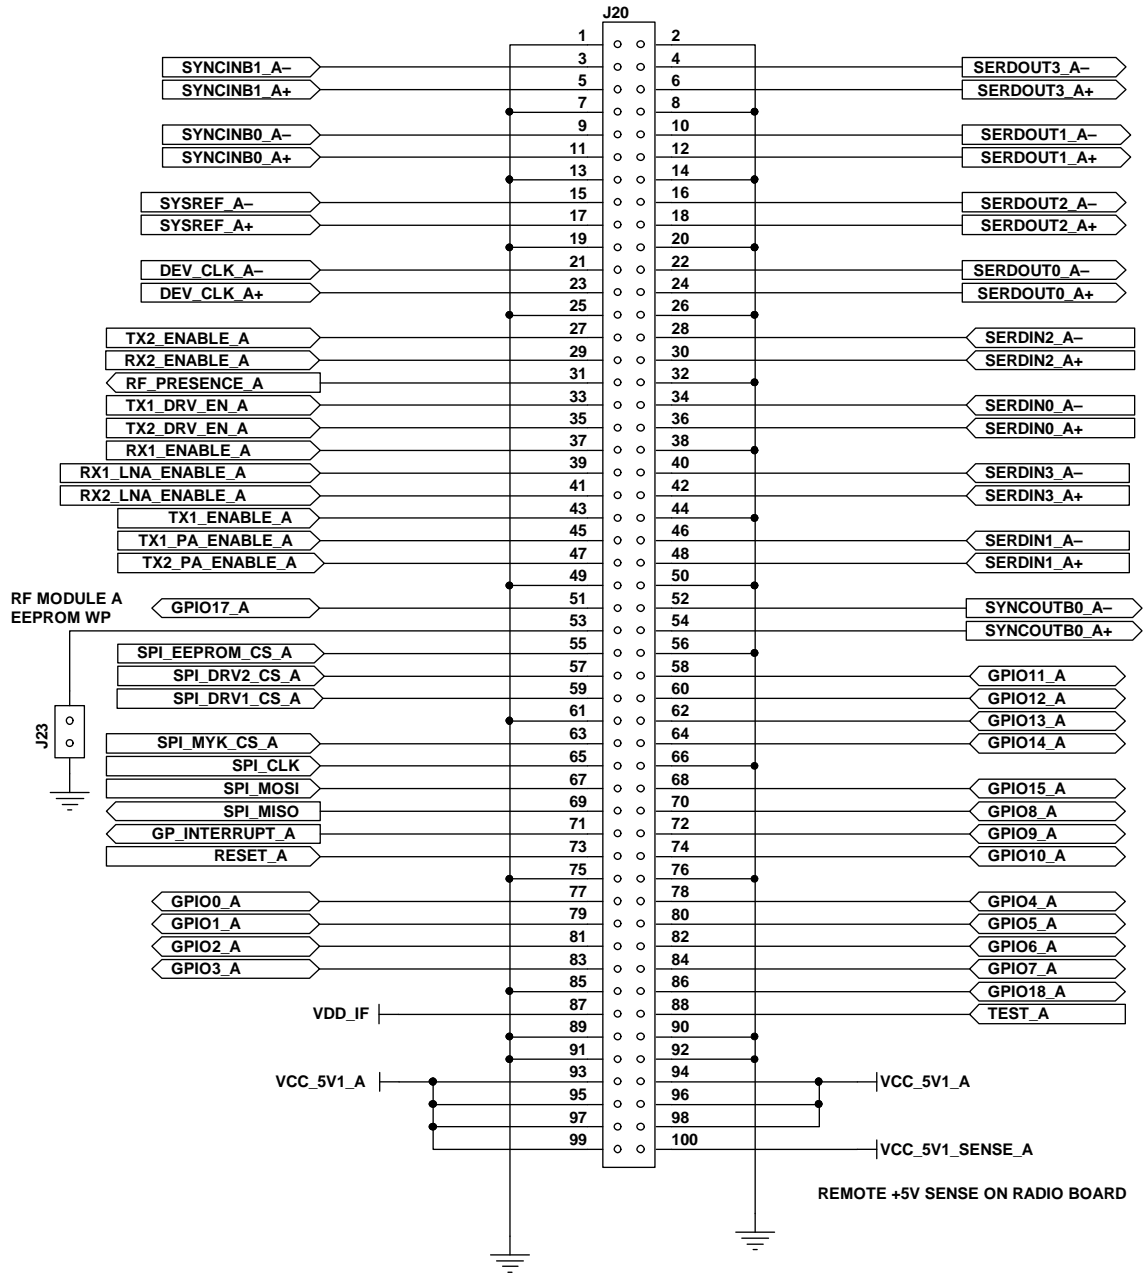 J20
1 2
SYNCINB1_A– 3 4 SERDOUT3_A–
SYNCINB1_A+ 5 6 SERDOUT3_A+
7 8
SYNCINB0_A– 9 10 SERDOUT1_A–
SYNCINB0_A+ 11 12 SERDOUT1_A+
13 14
SYSREF_A– 15 16 SERDOUT2_A–
SYSREF_A+ 17 18 SERDOUT2_A+
19 20
DEV_CLK_A– 21 22 SERDOUT0_A–
DEV_CLK_A+ 23 24 SERDOUT0_A+
25 26
TX2_ENABLE_A 27 28 SERDIN2_A–
RX2_ENABLE_A 29 30 SERDIN2_A+
RF_PRESENCE_A 31 32
TX1_DRV_EN_A 33 34 SERDIN0_A–
TX2_DRV_EN_A 35 36 SERDIN0_A+
RX1_ENABLE_A 37 38
RX1_LNA_ENABLE_A 39 40 SERDIN3_A–
RX2_LNA_ENABLE_A 41 42 SERDIN3_A+
TX1_ENABLE_A 43 44
TX1_PA_ENABLE_A 45 46 SERDIN1_A–
TX2_PA_ENABLE_A 47 48 SERDIN1_A+
49 50
RF MODULE A
EEPROM WP
GPIO17_A 51 52 SYNCOUTB0_A–
53 54 SYNCOUTB0_A+
SPI_EEPROM_CS_A 55 56
SPI_DRV2_CS_A 57 58 GPIO11_A
SPI_DRV1_CS_A 59 60 GPIO12_A
61 62 GPIO13_A
J23
SPI_MYK_CS_A 63 64 GPIO14_A
SPI_CLK 65 66
SPI_MOSI 67 68 GPIO15_A
SPI_MISO 69 70 GPIO8_A
GP_INTERRUPT_A 71 72 GPIO9_A
RESET_A 73 74 GPIO10_A
75 76
GPIO0_A 77 78 GPIO4_A
GPIO1_A 79 80 GPIO5_A
GPIO2_A 81 82 GPIO6_A
GPIO3_A 83 84 GPIO7_A
85 86 GPIO18_A
VDD_IF 87 88 TEST_A
89 90
91 92
VCC_5V1_A 93 94 VCC_5V1_A
95 96
97 98
99 100 VCC_5V1_SENSE_A
REMOTE +5V SENSE ON RADIO BOARD